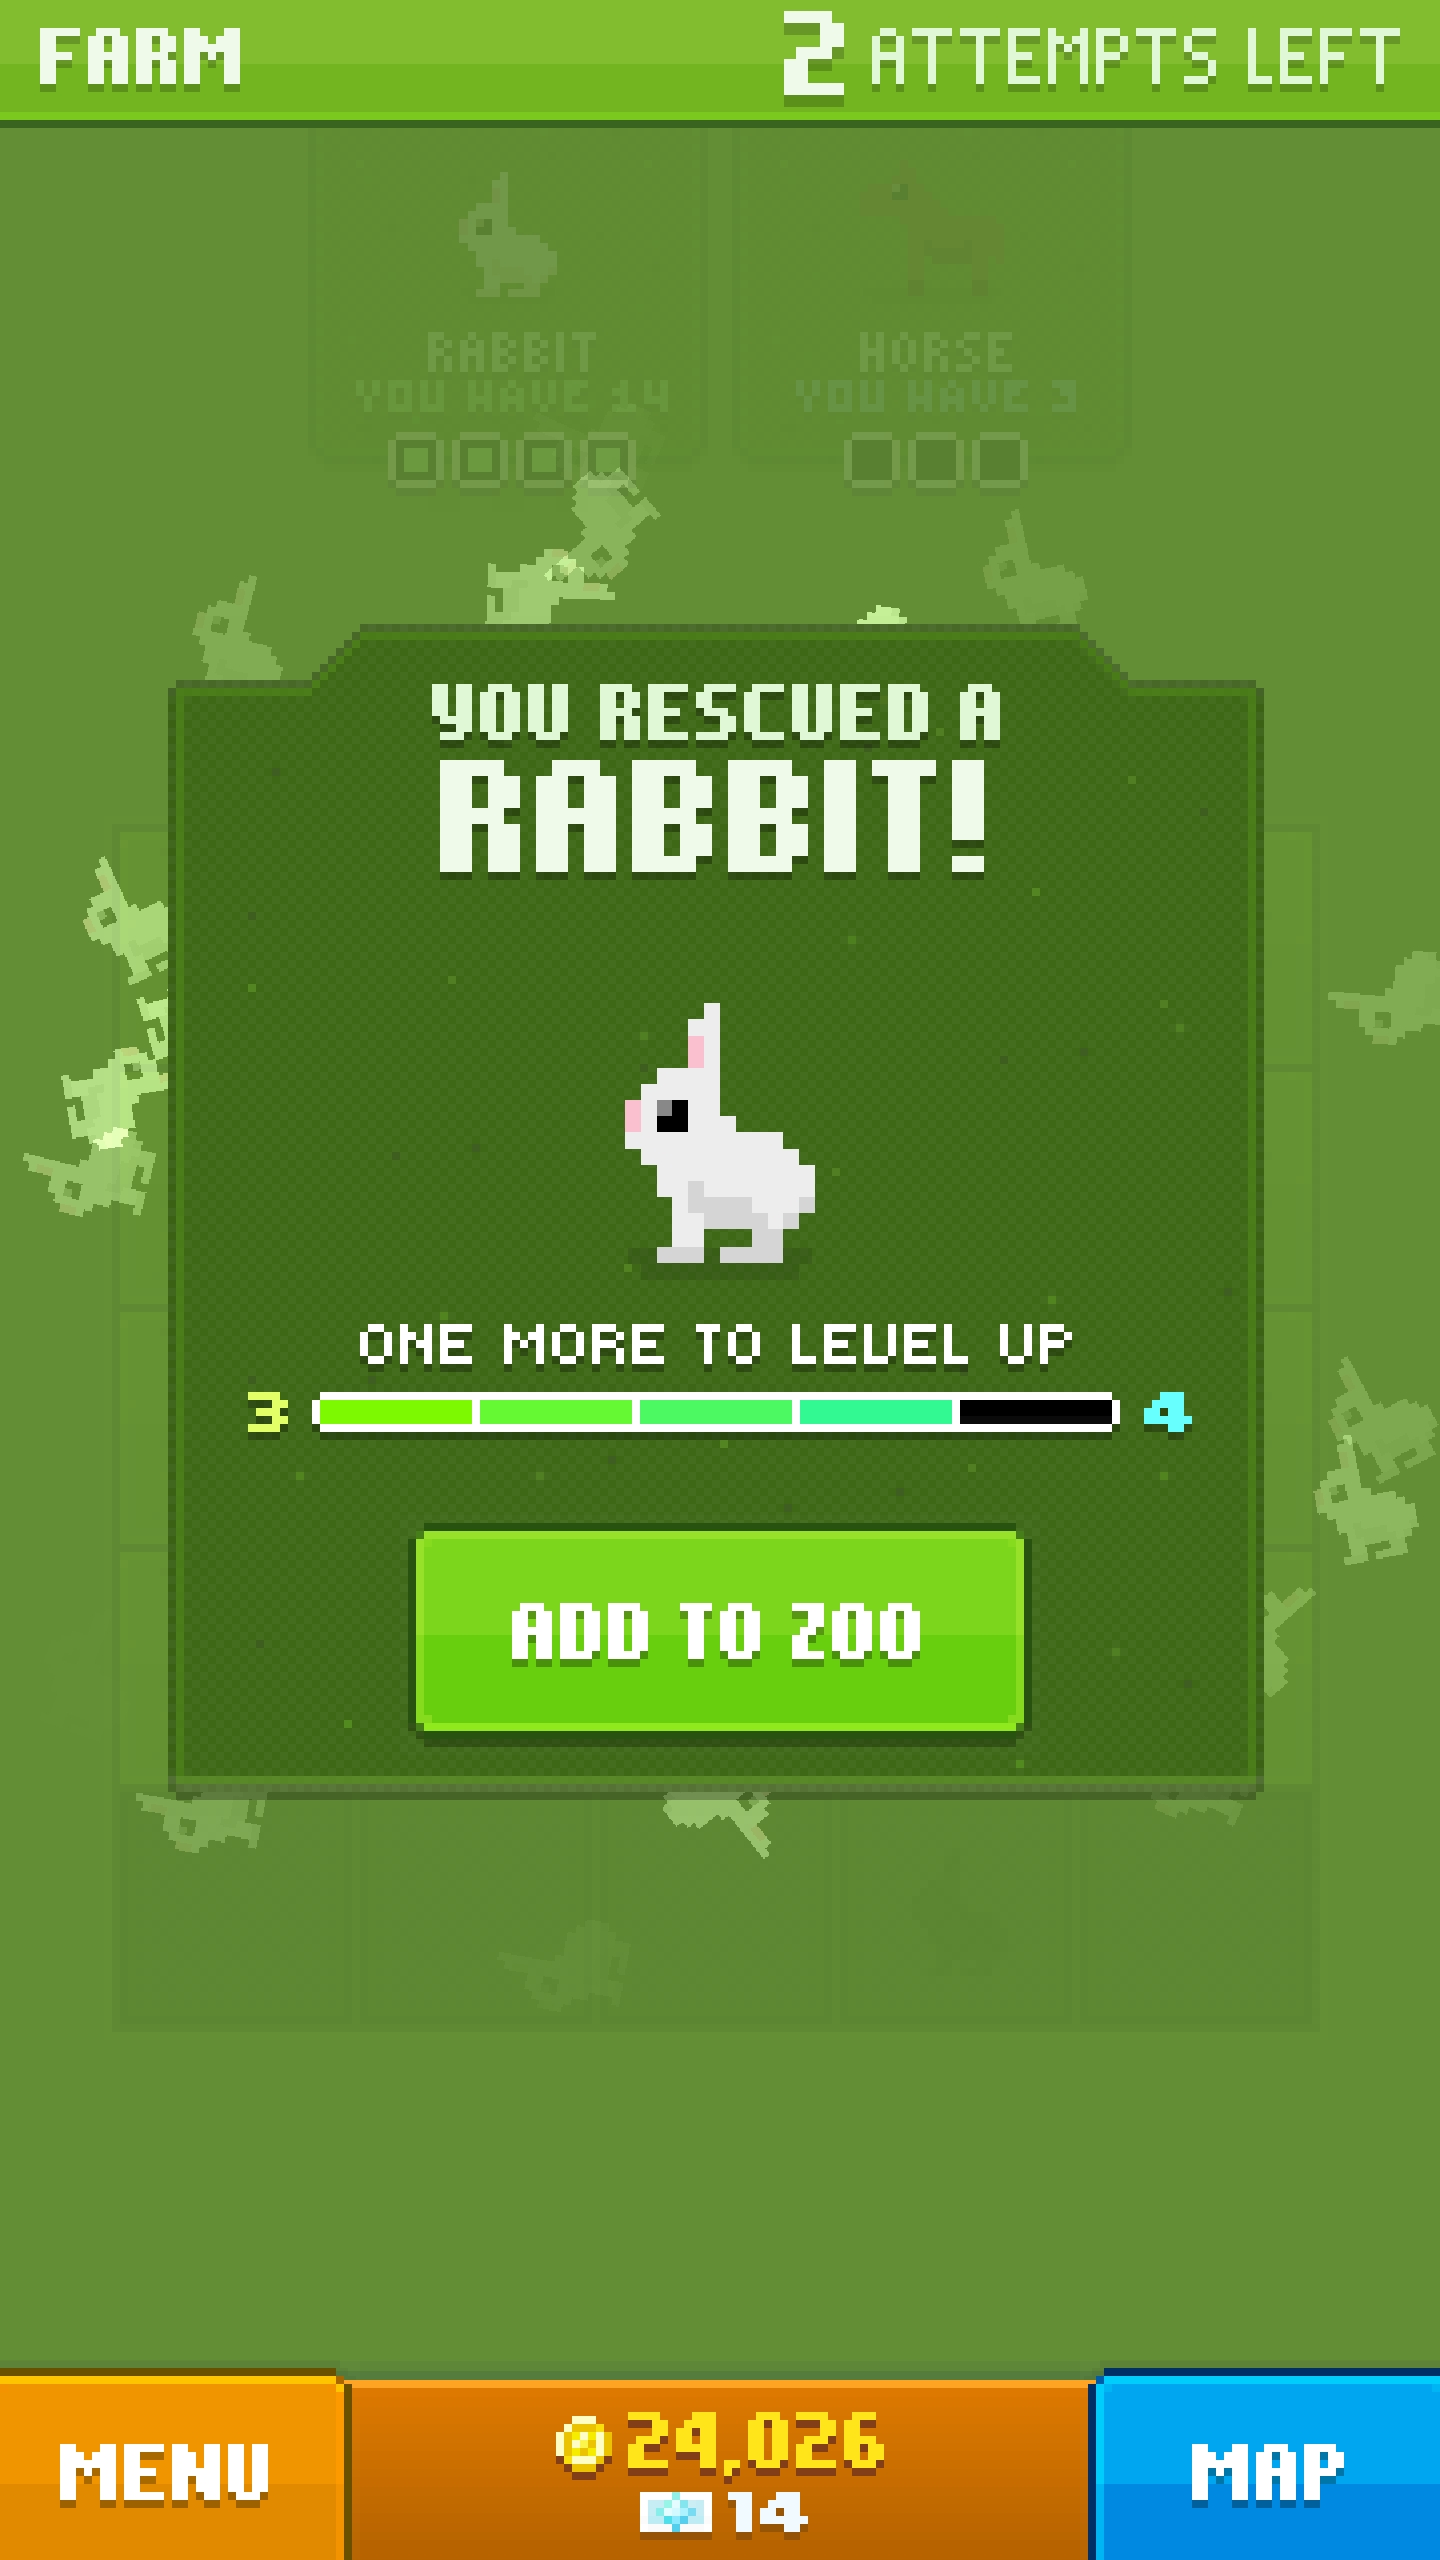 FARM
2 ATTEMPTS LEFT
RABBIT
YOU HAVE 14
HORSE
YOU HAVE 3
YOU RESCUED A
RABBIT!
ONE MORE TO LEVEL UP
3
4
ADD TO ZOO
MENU
24,026
14
MAP